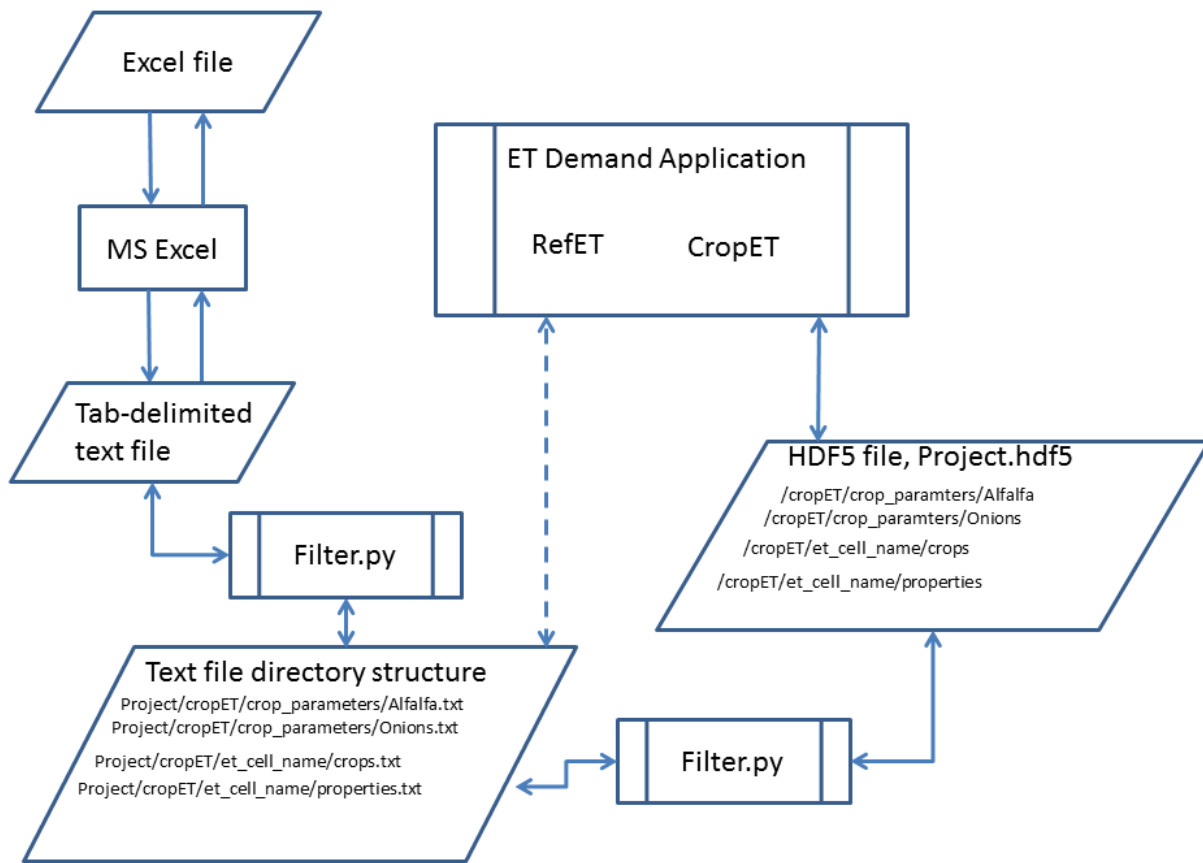 Excel file
MS Excel
Tab-delimited
text file
Filter.py
Text file directory structure
Project/cropET/crop_parameters/Alfalfa.txt
Project/cropET/crop_parameters/Onions.txt
Project/cropET/et_cell_name/crops.txt
Project/cropET/et_cell_name/properties.txt
ET Demand Application
RefET
CropET
HDF5 file, Project.hdf5
/cropET/crop_paramters/Alfalfa
/cropET/crop_paramters/Onions
/cropET/et_cell_name/crops
/cropET/et_cell_name/properties
Filter.py